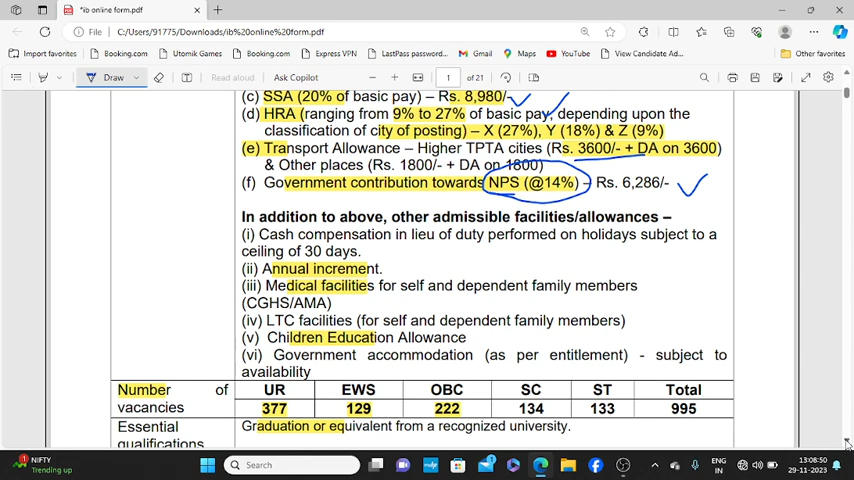 *ib online form.pdf
C:/Users/91775/Downloads/ib%20online%20form.pdf
Import favorites
Booking.com
Utomik Gaming
Booking.com
Express VPN
LastPass password...
Gmail
Maps
YouTube
View Candidate Ad...
Other favorites
Draw
Read aloud
Ask Copilot
1 of 21
(c) SSA (20% of basic pay) – Rs. 8,980/-
(d) HRA (ranging from 9% to 27% of basic pay, depending upon the
classification of city of posting) – X (27%), Y (18%) & Z (9%)
(e) Transport Allowance – Higher TPTA cities (Rs. 3600/- + DA on 3600)
& Other places (Rs. 1800/- + DA on 1800)
(f) Government contribution towards NPS (@14%) – Rs. 6,286/-
In addition to above, other admissible facilities/allowances –
(i) Cash compensation in lieu of duty performed on holidays subject to a
ceiling of 30 days.
(ii) Annual increment.
(iii) Medical facilities for self and dependent family members
(CGHS/AMA)
(iv) LTC facilities (for self and dependent family members)
(v) Children Education Allowance
(vi) Government accommodation (as per entitlement) - subject to
availability
Number of vacancies
UR EWS OBC SC ST Total
377 129 222 134 133 995
Essential qualifications
Graduation or equivalent from a recognized university.
NIFTY
Trending up
Search
ENG
IN
13:08:50
29-11-2023